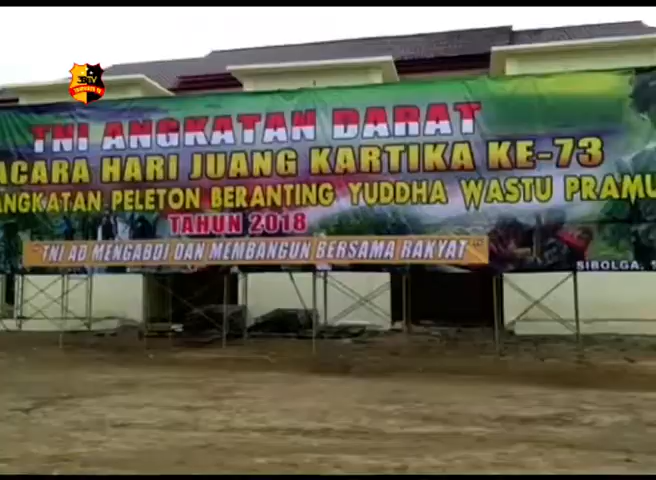 TNI ANGKATAN DARAT
ACARA HARI JUANG KARTIKA KE-73
ANGKATAN PELETON BERANTING YUDDHA WASTU PRAMU
TAHUN 2018
"TNI AD MENGABDI DAN MEMBANGUN BERSAMA RAKYAT"
SIBOLGA,